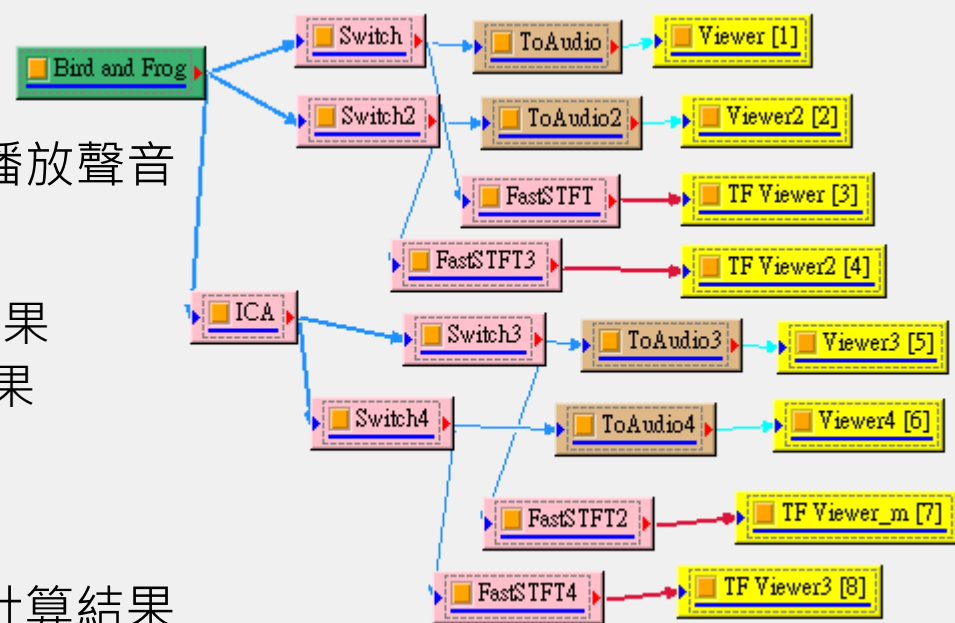 Bird and Frog
Switch
ToAudio
Viewer [1]
Switch2
ToAudio2
Viewer2 [2]
播放聲音
FastSTFT
TF Viewer [3]
FastSTFT3
TF Viewer2 [4]
果
ICA
Switch3
ToAudio3
Viewer3 [5]
果
Switch4
ToAudio4
Viewer4 [6]
FastSTFT2
TF Viewer_m [7]
計算結果
FastSTFT4
TF Viewer3 [8]